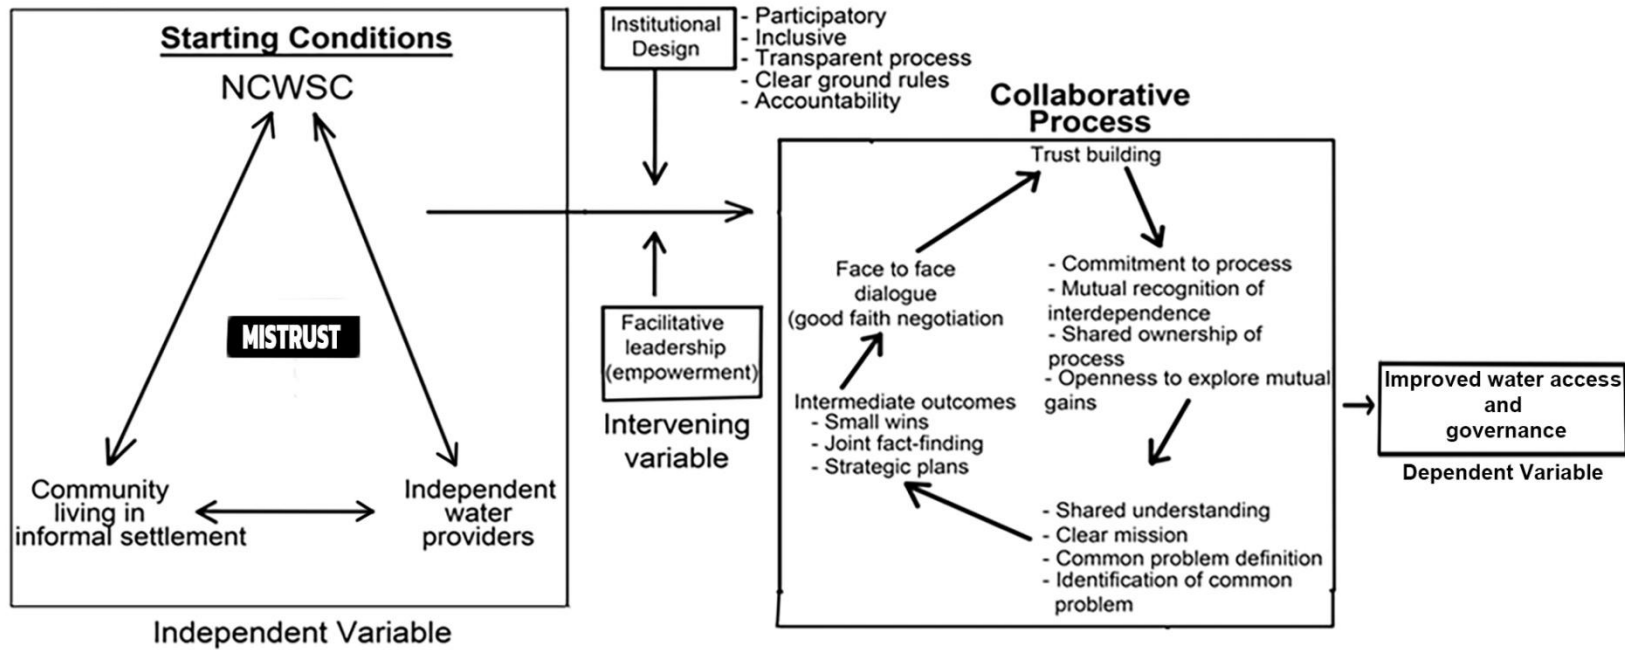 Starting Conditions
NCWSC
MISTRUST
Community
living in
informal settlement
Independent
water
providers
Independent Variable
Institutional
Design
- Participatory
- Inclusive
- Transparent process
- Clear ground rules
- Accountability
Facilitative
leadership
(empowerment)
Intervening
variable
Collaborative
Process
Trust building
- Commitment to process
- Mutual recognition of
interdependence
- Shared ownership of
process
- Openness to explore mutual
gains
- Shared understanding
- Clear mission
- Common problem definition
- Identification of common
problem
Intermediate outcomes
- Small wins
- Joint fact-finding
- Strategic plans
Face to face
dialogue
(good faith negotiation
Improved water access
and
governance
Dependent Variable